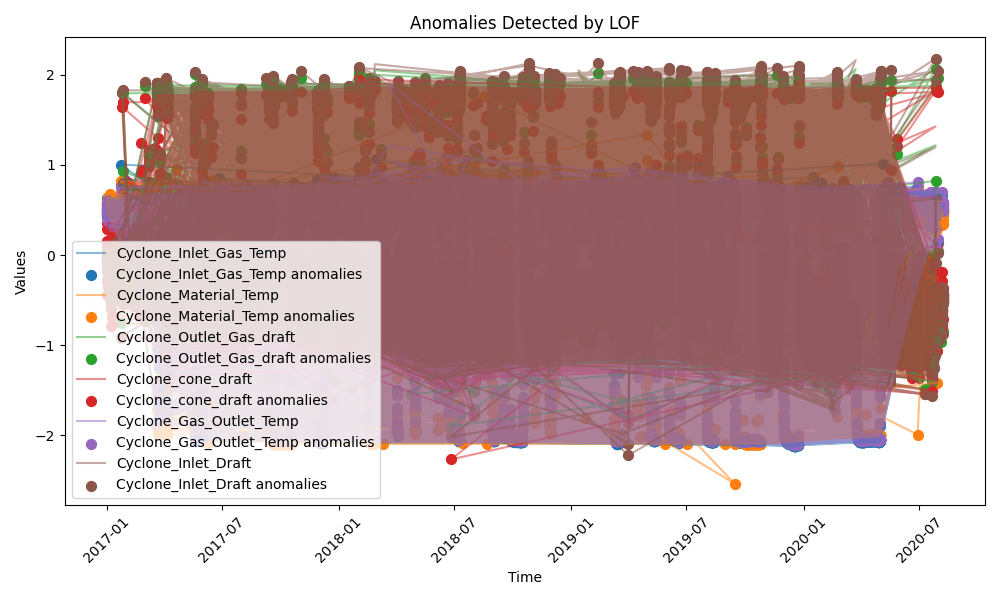 Anomalies Detected by LOF
Values
2
1
0
−1
−2
Cyclone_Inlet_Gas_Temp
Cyclone_Inlet_Gas_Temp anomalies
Cyclone_Material_Temp
Cyclone_Material_Temp anomalies
Cyclone_Outlet_Gas_draft
Cyclone_Outlet_Gas_draft anomalies
Cyclone_cone_draft
Cyclone_cone_draft anomalies
Cyclone_Gas_Outlet_Temp
Cyclone_Gas_Outlet_Temp anomalies
Cyclone_Inlet_Draft
Cyclone_Inlet_Draft anomalies
2017-01
2017-07
2018-01
2018-07
2019-01
2019-07
2020-01
2020-07
Time